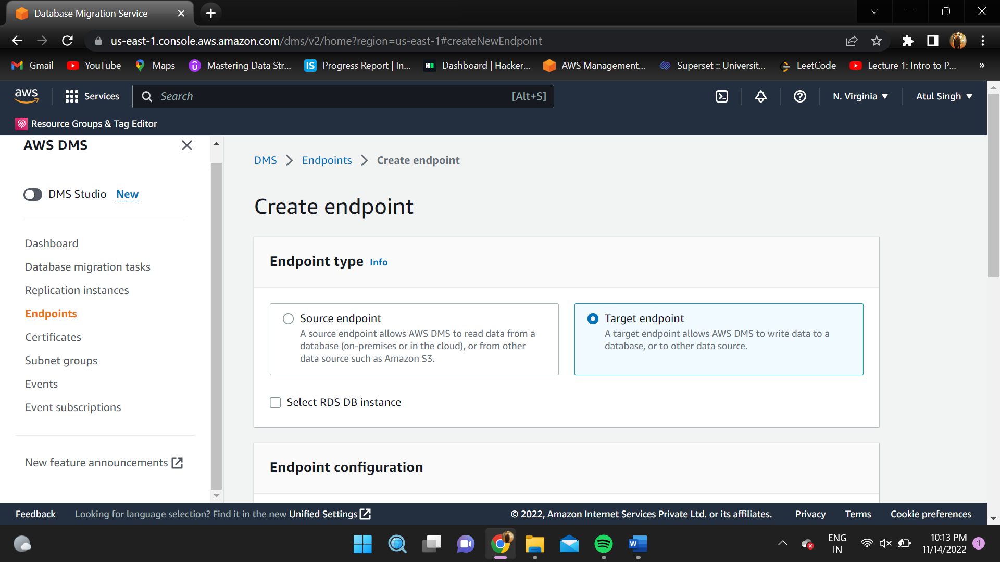 Database Migration Service
us-east-1.console.aws.amazon.com/dms/v2/home?region=us-east-1#createNewEndpoint
Gmail YouTube Maps Mastering Data Str... IS Progress Report | In... Dashboard | Hacker... AWS Management... Superset :: Universit... LeetCode Lecture 1: Intro to P... »
aws Services Search [Alt+S] N. Virginia Atul Singh
Resource Groups & Tag Editor
AWS DMS
DMS Studio New
Dashboard
Database migration tasks
Replication instances
Endpoints
Certificates
Subnet groups
Events
Event subscriptions
New feature announcements
DMS Endpoints Create endpoint
Create endpoint
Endpoint type Info
Source endpoint
A source endpoint allows AWS DMS to read data from a
database (on-premises or in the cloud), or from other
data source such as Amazon S3.
Target endpoint
A target endpoint allows AWS DMS to write data to a
database, or to other data source.
Select RDS DB instance
Endpoint configuration
Feedback Looking for language selection? Find it in the new Unified Settings © 2022, Amazon Internet Services Private Ltd. or its affiliates. Privacy Terms Cookie preferences
ENG
IN
10:13 PM
11/14/2022
1